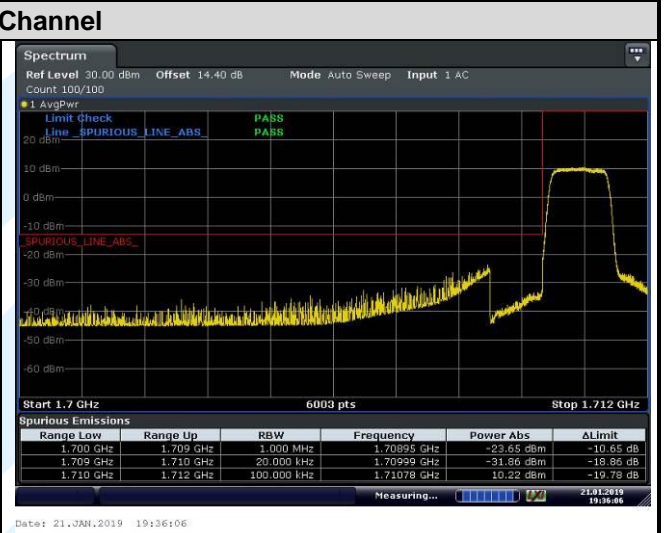 Channel
Spectrum
Ref Level 30.00 dBm Offset 14.40 dB Mode Auto Sweep Input 1 AC
Count 100/100
1 AvgPwr
Limit Check PASS
Line _SPURIOUS_LINE_ABS_ PASS
20 dBm
10 dBm
0 dBm
-10 dBm
_SPURIOUS_LINE_ABS_
-20 dBm
-30 dBm
-40 dBm
-50 dBm
-60 dBm
Start 1.7 GHz 6003 pts Stop 1.712 GHz
Spurious Emissions
Range Low Range Up RBW Frequency Power Abs ΔLimit
1.700 GHz 1.709 GHz 1.000 MHz 1.70895 GHz -23.65 dBm -10.65 dB
1.709 GHz 1.710 GHz 20.000 kHz 1.70999 GHz -31.86 dBm -18.86 dB
1.710 GHz 1.712 GHz 100.000 kHz 1.71078 GHz 10.22 dBm -19.78 dB
Measuring... 21.01.2019
19:36:06
Date: 21.JAN.2019 19:36:06